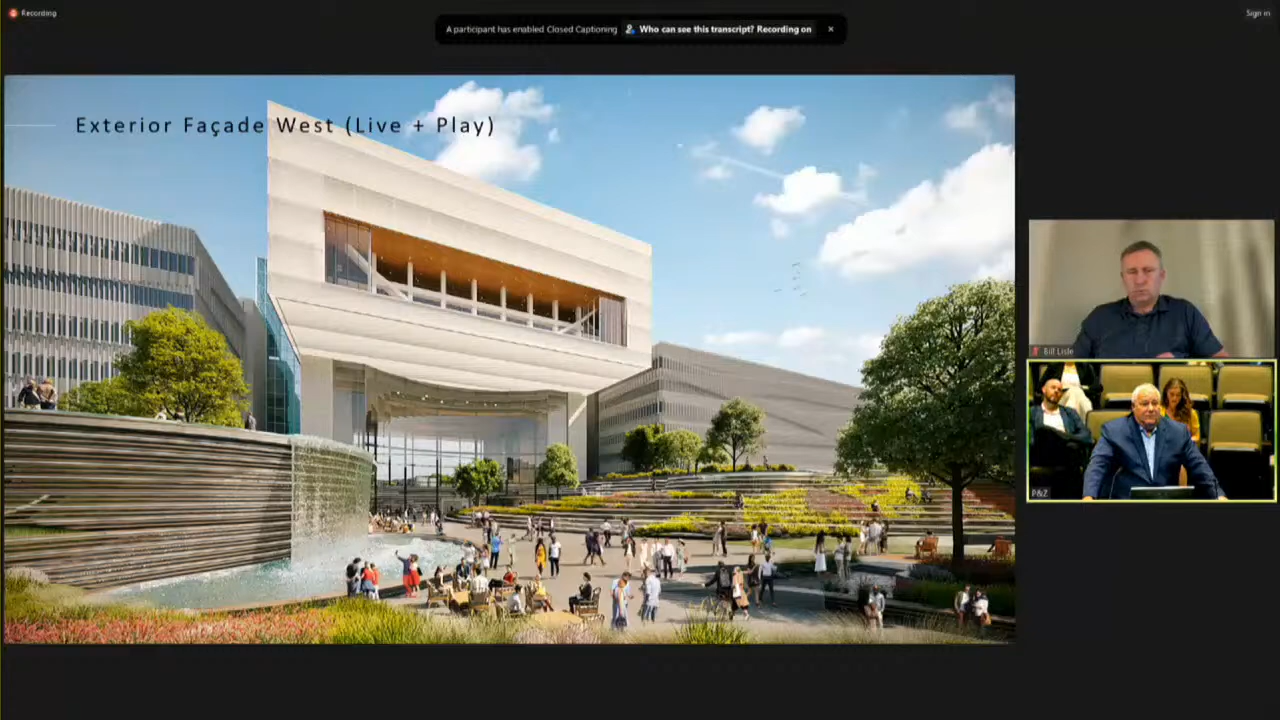 Recording
Sign in
A participant has enabled Closed Captioning
Who can see this transcript? Recording on
Exterior Façade West (Live + Play)
Bill Lisle
P&Z